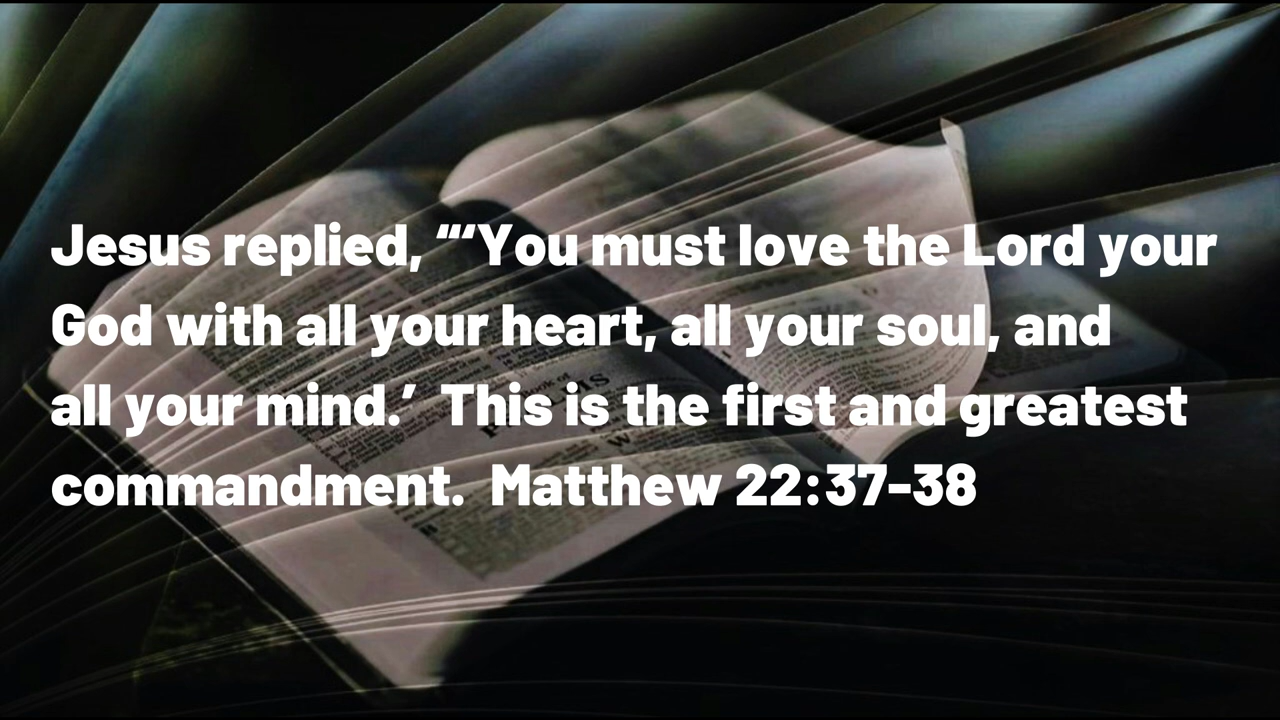 Jesus replied, “‘You must love the Lord your
God with all your heart, all your soul, and
all your mind.’ This is the first and greatest
commandment. Matthew 22:37-38